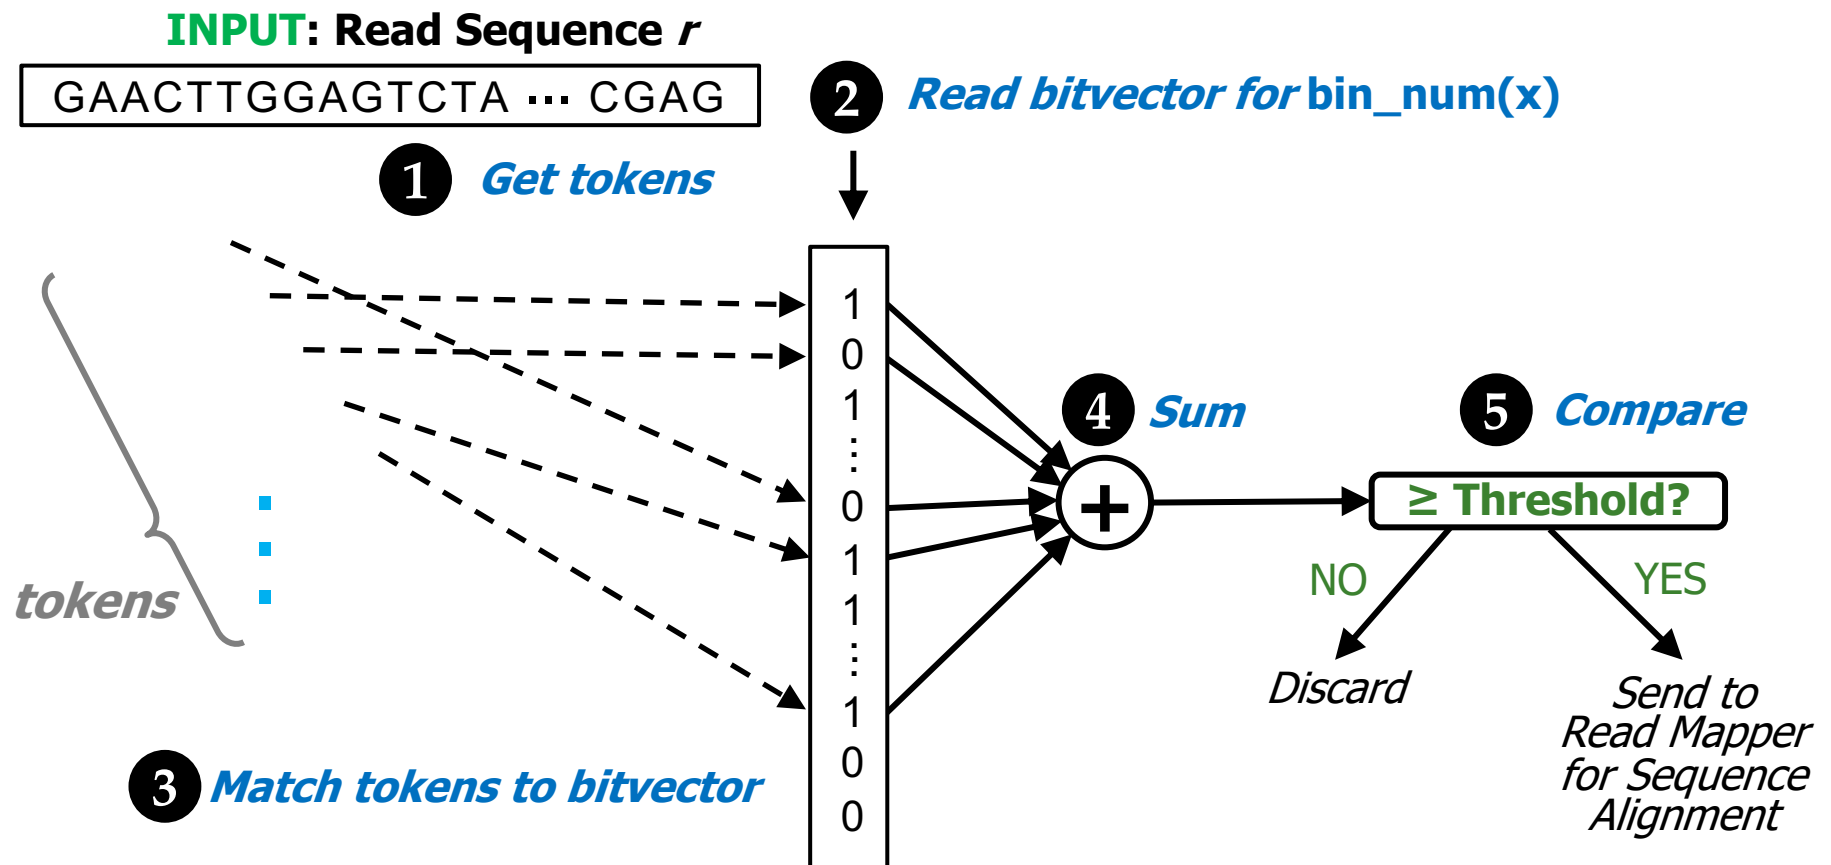 INPUT: Read Sequence r
GAACTTGGAGTCTA ... CGAG
2 Read bitvector for bin_num(x)
1 Get tokens
1
0
1
⋮
0
1
1
⋮
1
0
0
tokens
3 Match tokens to bitvector
4 Sum
+
5 Compare
≥ Threshold?
NO
YES
Discard
Send to
Read Mapper
for Sequence
Alignment